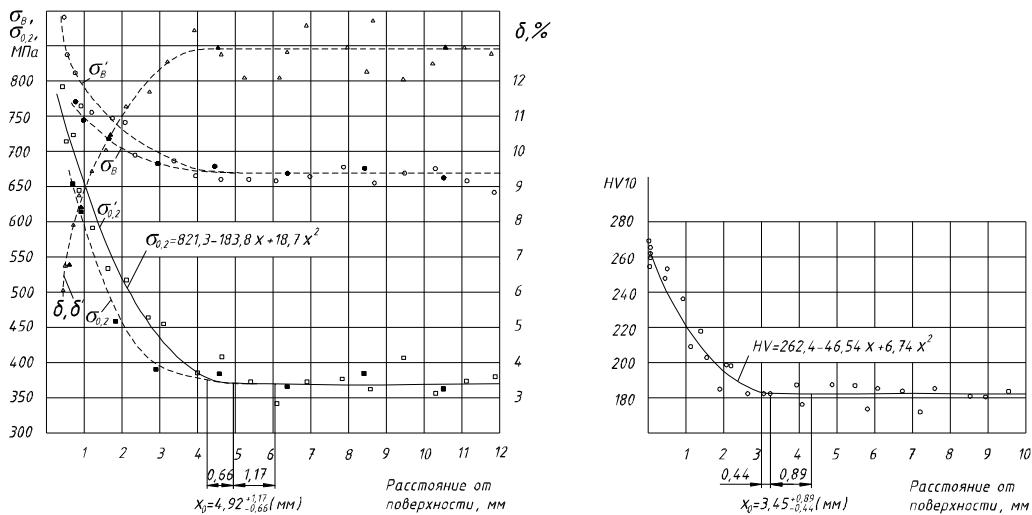 σB,
σ0,2,
МПа
δ,%
800
750
700
650
600
550
500
450
400
350
300
12
11
10
9
8
7
6
5
4
3
σB'
σB
σ0,2'
σ0,2=821,3-183,8 x+18,7 x²
δ,δ'
σ0,2
1 2 3 4 5 6 7 8 9 10 11 12
0,66 1,17
Расстояние от
поверхности, мм
x0=4,92 +1,17 -0,66 (мм)
HV10
280
260
240
220
200
180
HV=262,4-46,54 x+6,74 x²
1 2 3 4 5 6 7 8 9 10
0,44 0,89
Расстояние от
поверхности, мм
x0=3,45 +0,89 -0,44 (мм)